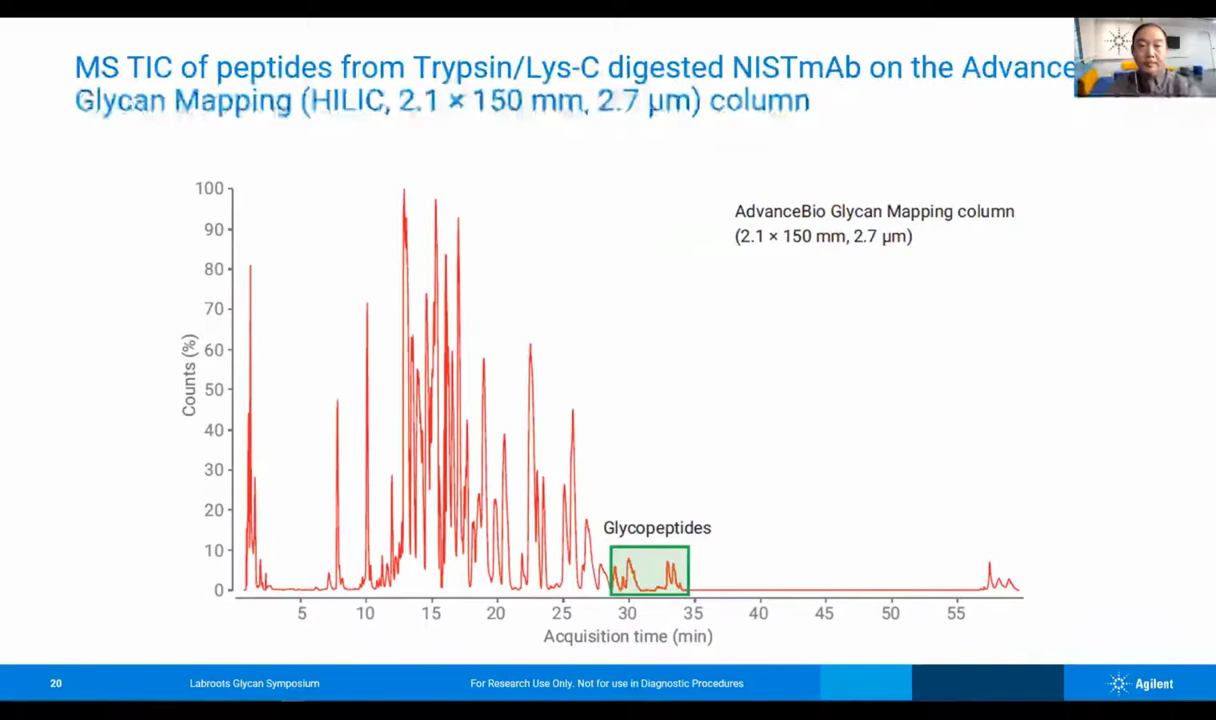 MS TIC of peptides from Trypsin/Lys-C digested NISTmAb on the Advance
Glycan Mapping (HILIC, 2.1 × 150 mm, 2.7 µm) column
AdvanceBio Glycan Mapping column
(2.1 × 150 mm, 2.7 µm)
Counts (%)
100
90
80
70
60
50
40
30
20
10
0
Glycopeptides
5 10 15 20 25 30 35 40 45 50 55
Acquisition time (min)
20 Labroots Glycan Symposium For Research Use Only. Not for use in Diagnostic Procedures Agilent